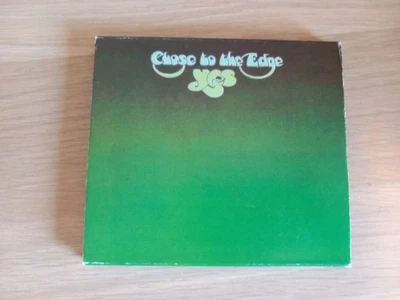 Close to the Edge
Yes